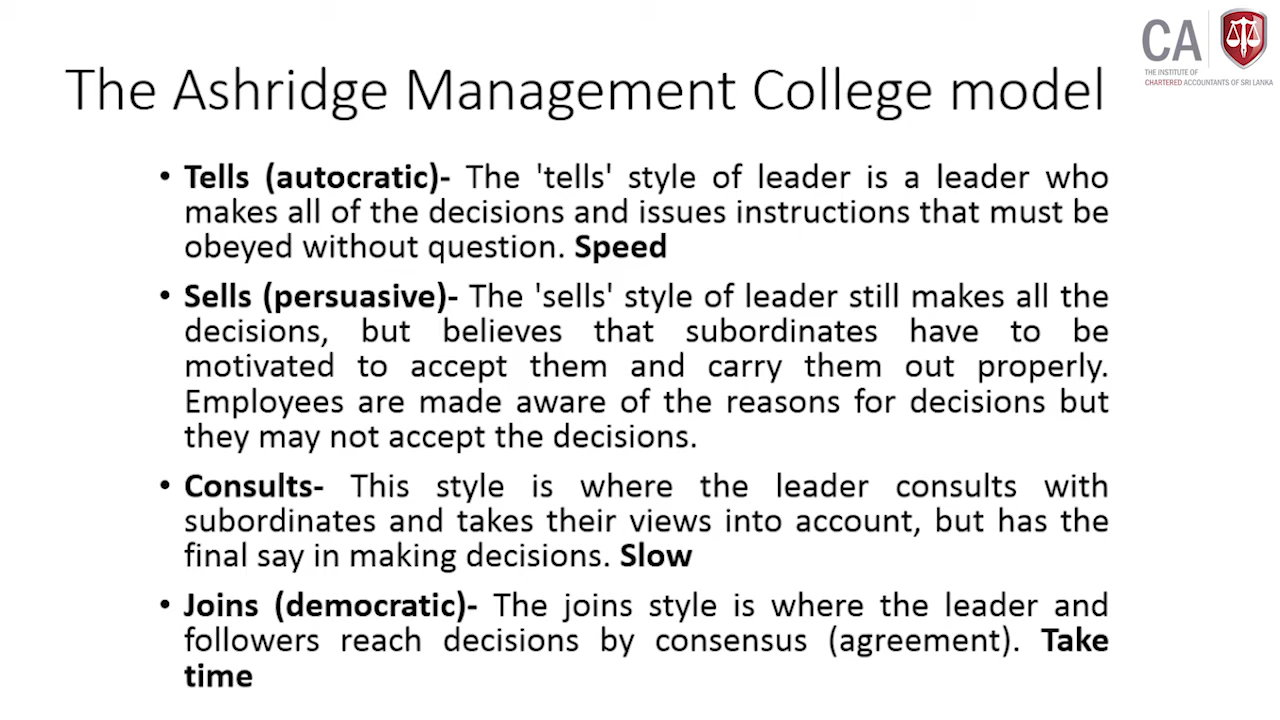 CA
THE INSTITUTE OF
CHARTERED ACCOUNTANTS OF SRI LANKA
The Ashridge Management College model
• Tells (autocratic)- The 'tells' style of leader is a leader who
makes all of the decisions and issues instructions that must be
obeyed without question. Speed
• Sells (persuasive)- The 'sells' style of leader still makes all the
decisions, but believes that subordinates have to be
motivated to accept them and carry them out properly.
Employees are made aware of the reasons for decisions but
they may not accept the decisions.
• Consults- This style is where the leader consults with
subordinates and takes their views into account, but has the
final say in making decisions. Slow
• Joins (democratic)- The joins style is where the leader and
followers reach decisions by consensus (agreement). Take
time